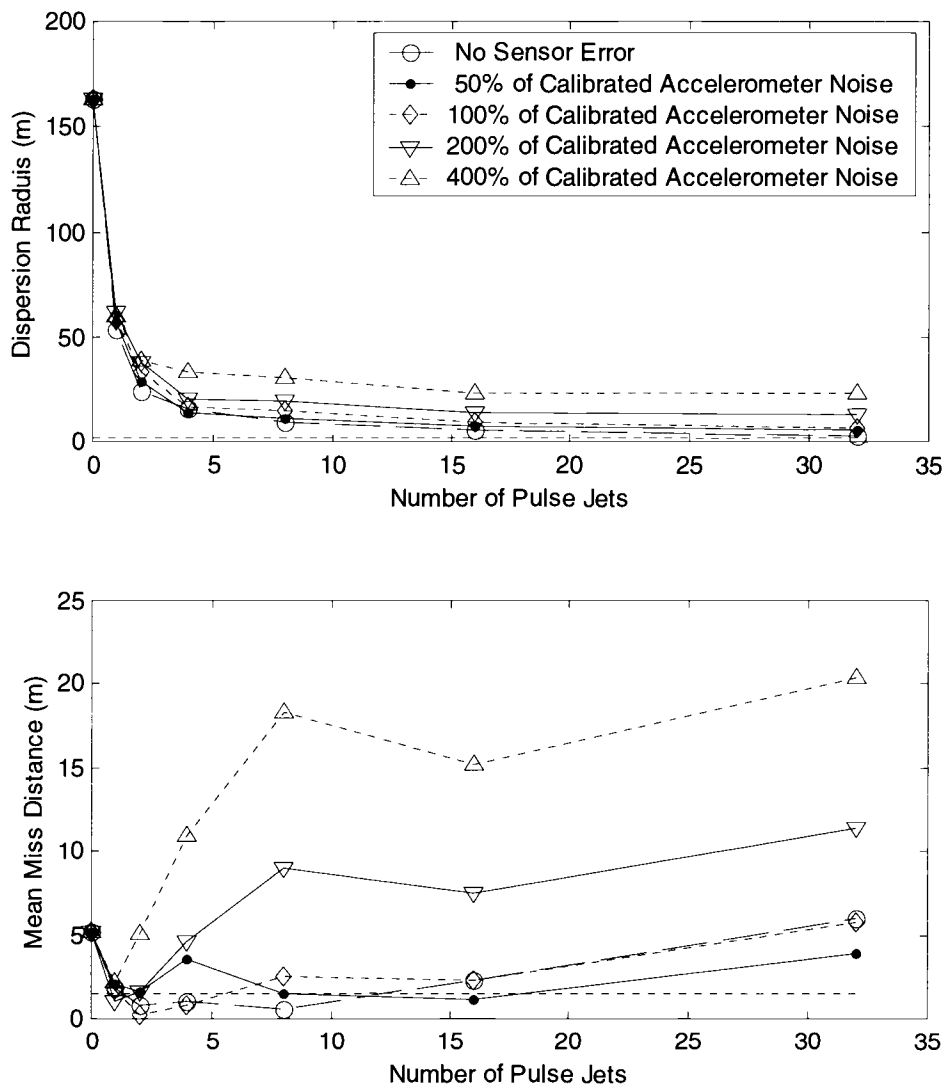 200
150
100
50
0
Dispersion Raduis (m)
No Sensor Error
50% of Calibrated Accelerometer Noise
100% of Calibrated Accelerometer Noise
200% of Calibrated Accelerometer Noise
400% of Calibrated Accelerometer Noise
0 5 10 15 20 25 30 35
Number of Pulse Jets
25
20
15
10
5
0
Mean Miss Distance (m)
0 5 10 15 20 25 30 35
Number of Pulse Jets